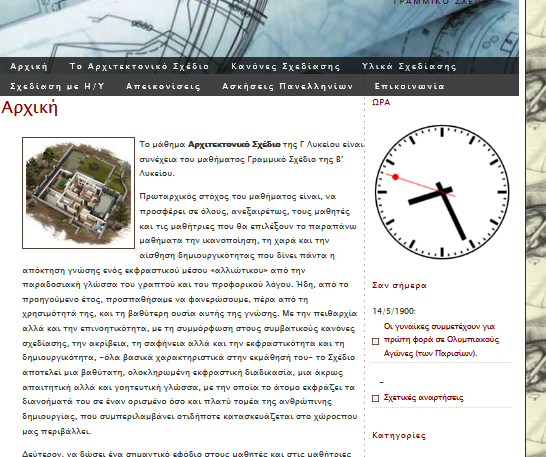 ΓΡΑΜΜΙΚΟ ΣΧΕΔΙΟ
Αρχική Το Αρχιτεκτονικό Σχέδιο Κανόνες Σχεδίασης Υλικά Σχεδίασης
Σχεδίαση με Η/Υ Απεικονίσεις Ασκήσεις Πανελληνίων Επικοινωνία
Αρχική
Το μάθημα Αρχιτεκτονικό Σχέδιο της Γ Λυκείου είναι
συνέχεια του μαθήματος Γραμμικό Σχέδιο της Β'
Λυκείου.
Πρωταρχικός στόχος του μαθήματος είναι, να
προσφέρει σε όλους, ανεξαιρέτως, τους μαθητές
και τις μαθήτριες που θα επιλέξουν το παραπάνω
μαθήματα την ικανοποίηση, τη χαρά και την
αίσθηση δημιουργικότητας που δίνει πάντα η
απόκτηση γνώσης ενός εκφραστικού μέσου «αλλιώτικου» από την
παραδοσιακή γλώσσα του γραπτού και του προφορικού λόγου. Ήδη, από το
προηγούμενο έτος, προσπαθήσαμε να φανερώσουμε, πέρα από τη
χρησιμότητά της, και τη βαθύτερη ουσία αυτής της γνώσης. Με την πειθαρχία
αλλά και την επινοητικότητα, με τη συμμόρφωση στους συμβατικούς κανόνες
σχεδίασης, την ακρίβεια, τη σαφήνεια αλλά και την εκφραστικότητα και τη
δημιουργικότητα, –όλα βασικά χαρακτηριστικά στην εκμάθησή του– το Σχέδιο
αποτελεί μια βαθύτατη, ολοκληρωμένη εκφραστική διαδικασία, μια άκρως
απαιτητική αλλά και γοητευτική γλώσσα, με την οποία το άτομο εκφράζει τα
διανοήματά του σε έναν ορισμένο όσο και πλατύ τομέα της ανθρώπινης
δημιουργίας, που συμπεριλαμβάνει οτιδήποτε κατασκευάζεται στο χώροςπου
μας περιβάλλει.
Δεύτερον, να δώσει ένα σημαντικό εφόδιο στους μαθητές και στις μαθήτριες
ΩΡΑ
Σαν σήμερα
14/5/1900:
Οι γυναίκες συμμετέχουν για
πρώτη φορά σε Ολυμπιακούς
Αγώνες (των Παρισίων).
–
Σχετικές αναρτήσεις
Κατηγορίες